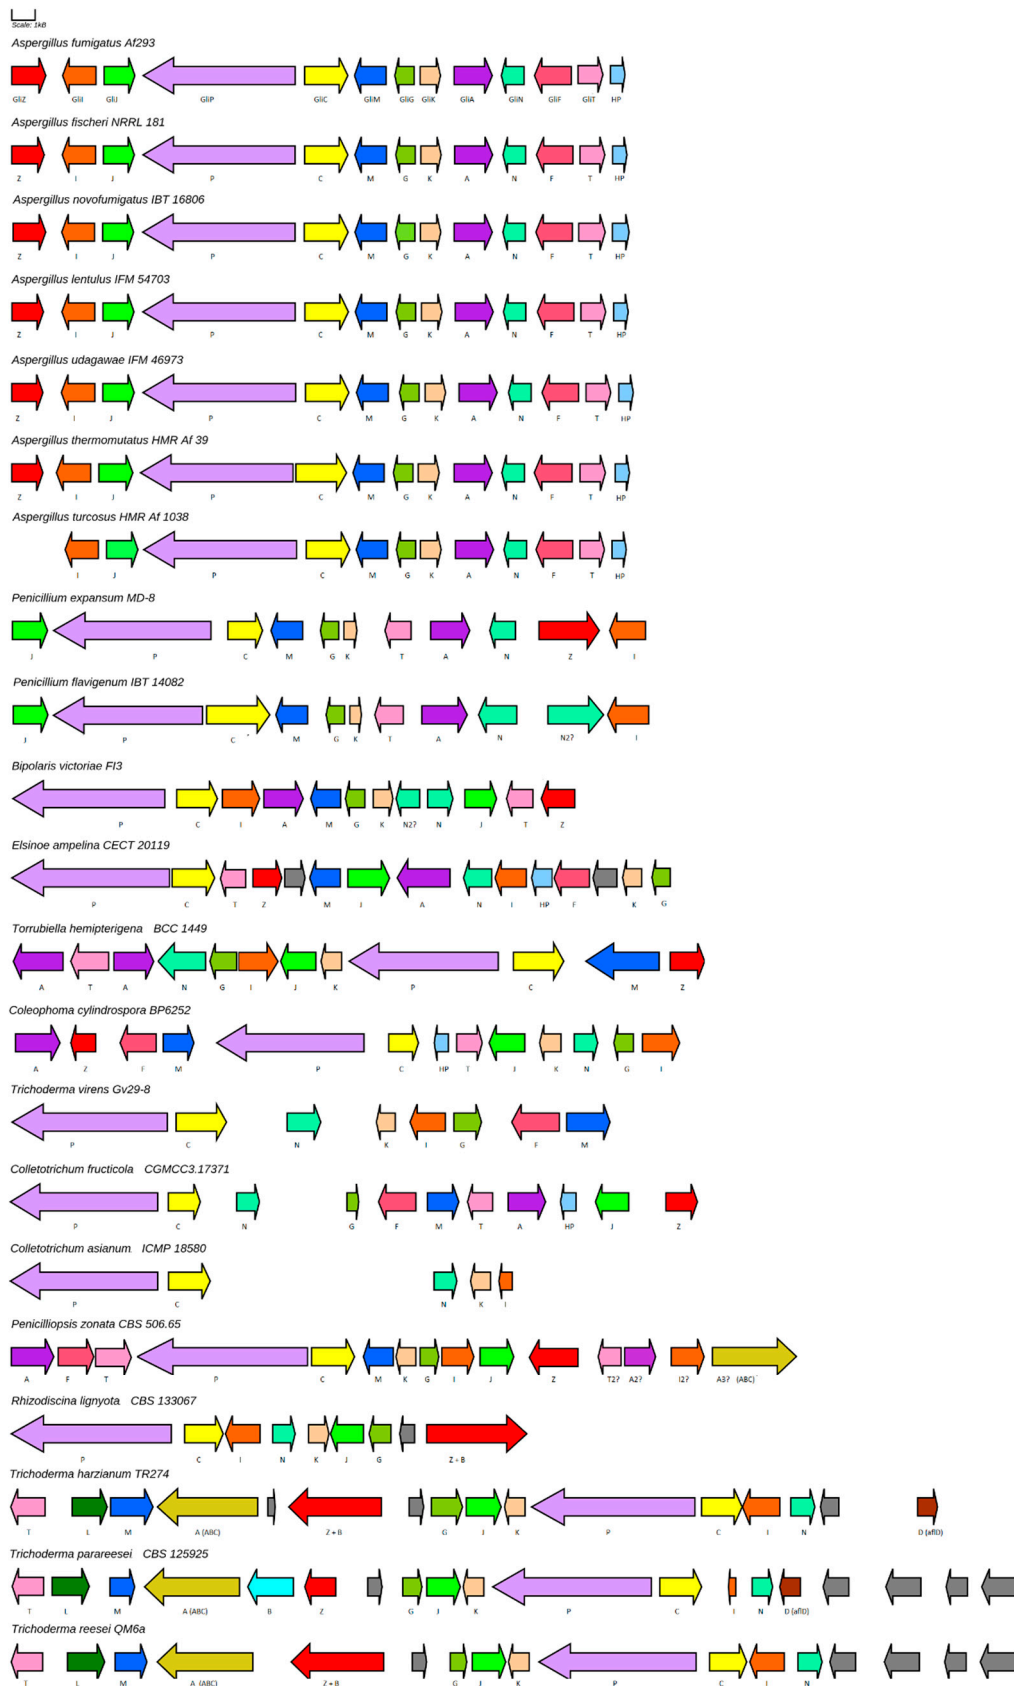 Scale: 1kB
Aspergillus fumigatus Af293
GliZ GliI GliJ GliP GliC GliM GliG GliK GliA GliN GliF GliT HP
Aspergillus fischeri NRRL 181
Z I J P C M G K A N F T HP
Aspergillus novofumigatus IBT 16806
Z I J P C M G K A N F T HP
Aspergillus lentulus IFM 54703
Z I J P C M G K A N F T HP
Aspergillus udagawae IFM 46973
Z I J P C M G K A N F T HP
Aspergillus thermomutatus HMR Af 39
Z I J P C M G K A N F T HP
Aspergillus turcosus HMR Af 1038
I J P C M G K A N F T HP
Penicillium expansum MD-8
J P C M G K T A N Z I
Penicillium flavigenum IBT 14082
J P C M G K T A N N2? I
Bipolaris victoriae FI3
P C I A M G K N2? N J T Z
Elsinoe ampelina CECT 20119
P C T Z M J A N I HP F K G
Torrubiella hemipterigena BCC 1449
A T A N G I J K P C M Z
Coleophoma cylindrospora BP6252
A Z F M P C HP T J K N G I
Trichoderma virens Gv29-8
P C N K I G F M
Colletotrichum fructicola CGMCC3.17371
P C N G F M T A HP J Z
Colletotrichum asianum ICMP 18580
P C N K I
Penicilliopsis zonata CBS 506.65
A F T P C M K G I J Z T2? A2? I2? A3? (ABC)
Rhizodiscina lignyota CBS 133067
P C I N K J G Z + B
Trichoderma harzianum TR274
T L M A (ABC) Z + B G J K P C I N D (aflD)
Trichoderma parareesei CBS 125925
T L M A (ABC) B Z G J K P C I N D (aflD)
Trichoderma reesei QM6a
T L M A (ABC) Z + B G J K P C I N